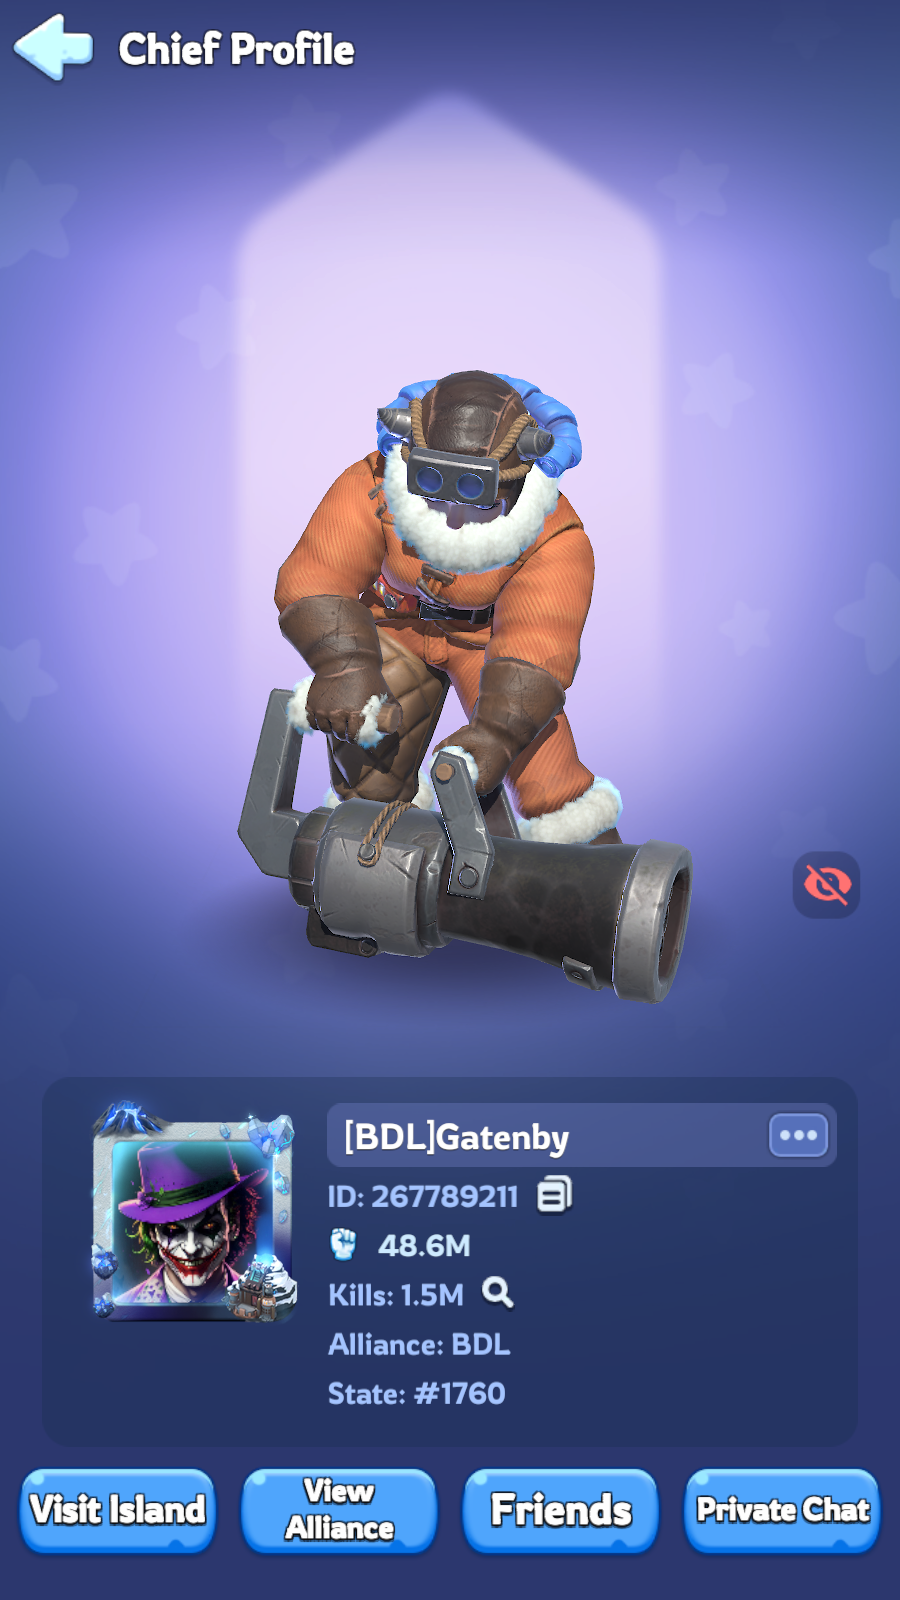 Chief Profile
[BDL]Gatenby
ID: 267789211
48.6M
Kills: 1.5M
Alliance: BDL
State: #1760
Visit Island
View
Alliance
Friends
Private Chat